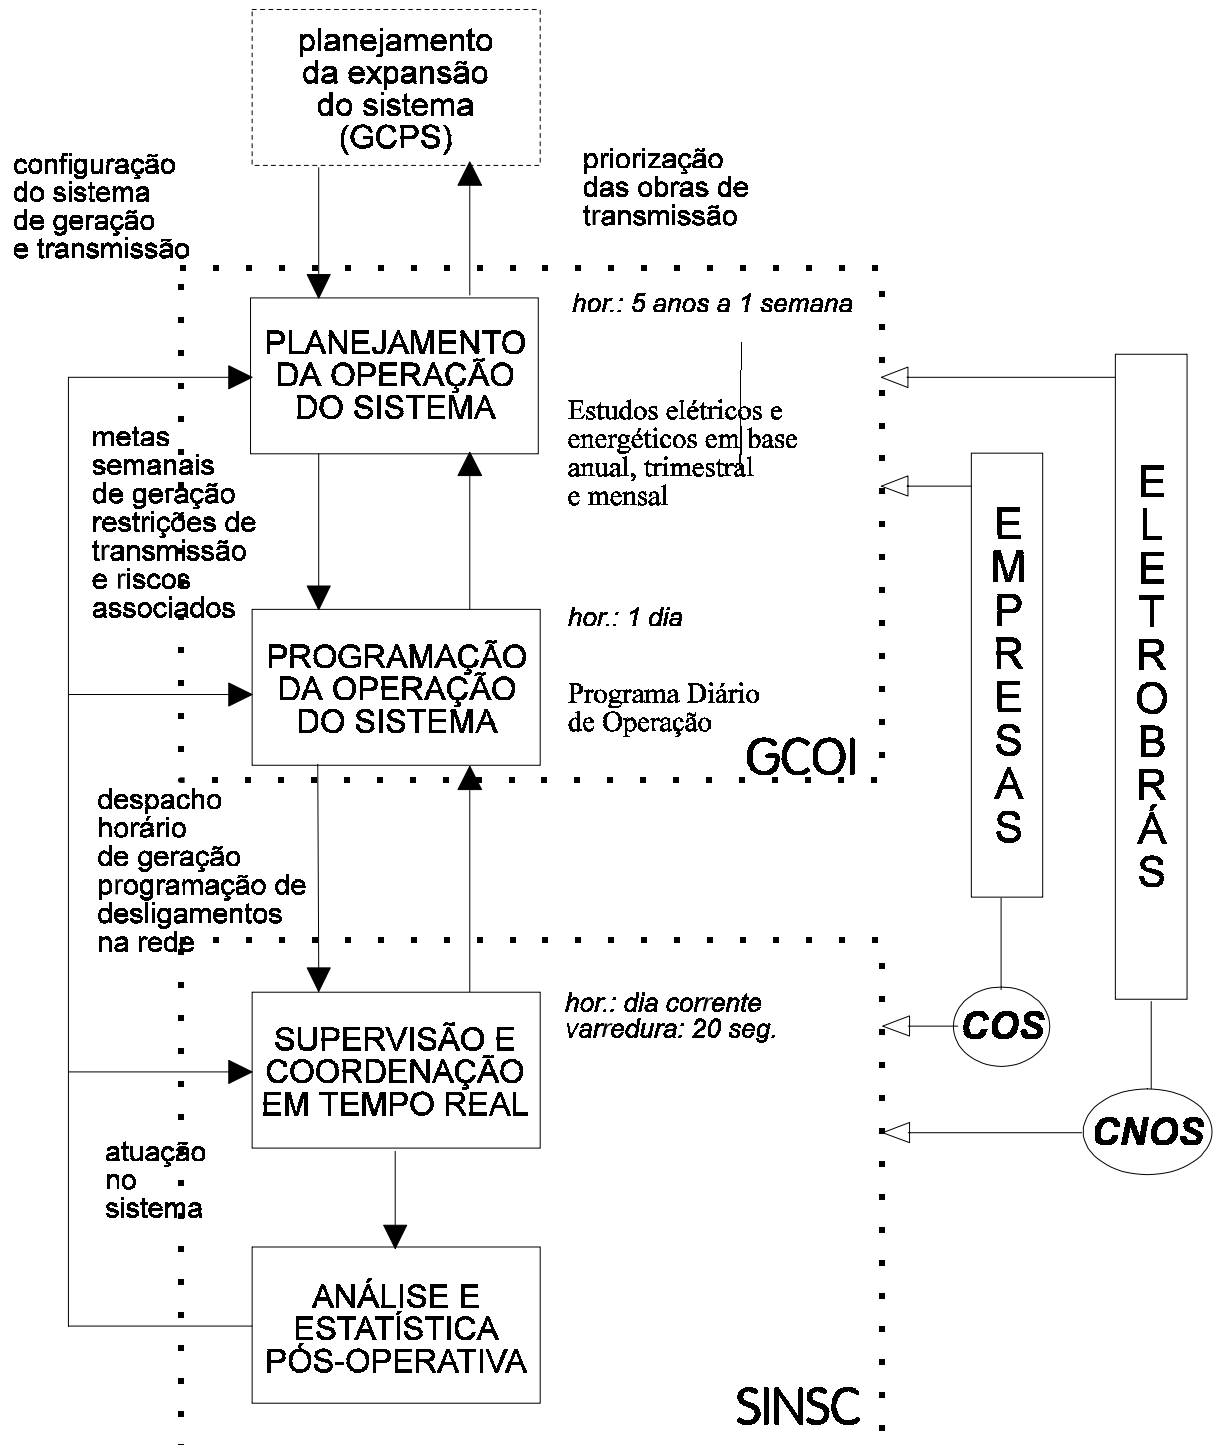 planejamento
da expansão
do sistema
(GCPS)
configuração
do sistema
de geração
e transmissão
priorização
das obras de
transmissão
hor.: 5 anos a 1 semana
PLANEJAMENTO
DA OPERAÇÃO
DO SISTEMA
Estudos elétricos e
energéticos em base
anual, trimestral
e mensal
metas
semanais
de geração
restrições de
transmissão
e riscos
associados
hor.: 1 dia
PROGRAMAÇÃO
DA OPERAÇÃO
DO SISTEMA
Programa Diário
de Operação
GCOI
EMPRESAS
ELETROBRÁS
despacho
horário
de geração
programação de
desligamentos
na rede
hor.: dia corrente
varredura: 20 seg.
SUPERVISÃO E
COORDENAÇÃO
EM TEMPO REAL
COS
CNOS
atuação
no
sistema
ANÁLISE E
ESTATÍSTICA
PÓS-OPERATIVA
SINSC